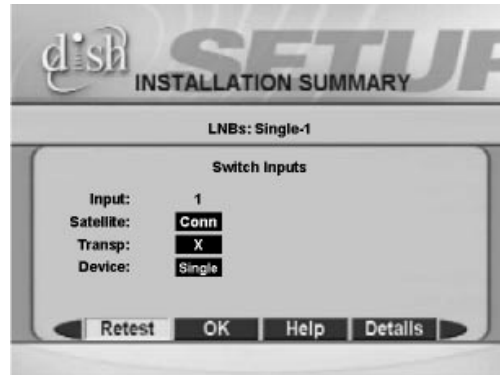 dish
SETUP
INSTALLATION SUMMARY
LNBs: Single-1
Switch Inputs
Input: 1
Satellite: Conn
Transp: X
Device: Single
Retest OK Help Details